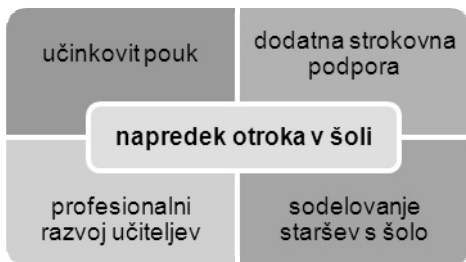 učinkovit pouk
dodatna strokovna
podpora
napredek otroka v šoli
profesionalni
razvoj učiteljev
sodelovanje
staršev s šolo